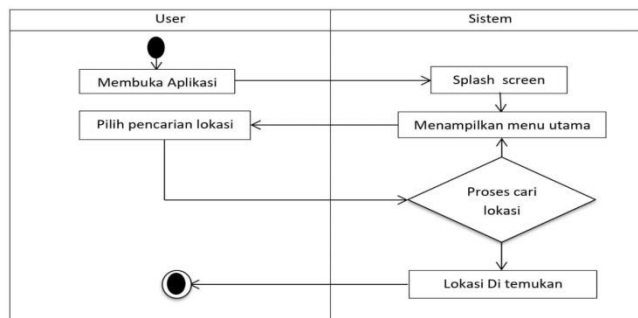 User
Sistem
Membuka Aplikasi
Splash screen
Pilih pencarian lokasi
Menampilkan menu utama
Proses cari
lokasi
Lokasi Di temukan